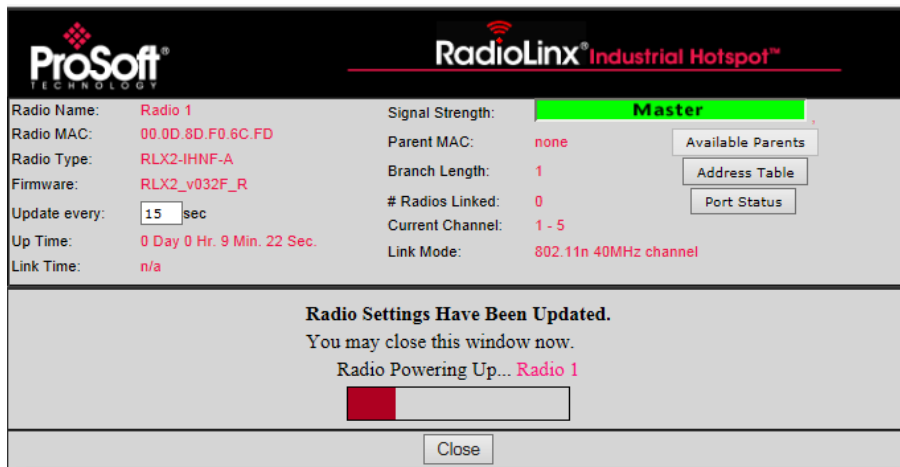 ProSoft®
TECHNOLOGY
RadioLinx® Industrial Hotspot™
Radio Name: Radio 1
Radio MAC: 00.0D.8D.F0.6C.FD
Radio Type: RLX2-IHNF-A
Firmware: RLX2_v032F_R
Update every: 15 sec
Up Time: 0 Day 0 Hr. 9 Min. 22 Sec.
Link Time: n/a
Signal Strength: Master ,
Parent MAC: none Available Parents
Branch Length: 1 Address Table
# Radios Linked: 0 Port Status
Current Channel: 1 - 5
Link Mode: 802.11n 40MHz channel
Radio Settings Have Been Updated.
You may close this window now.
Radio Powering Up... Radio 1
Close